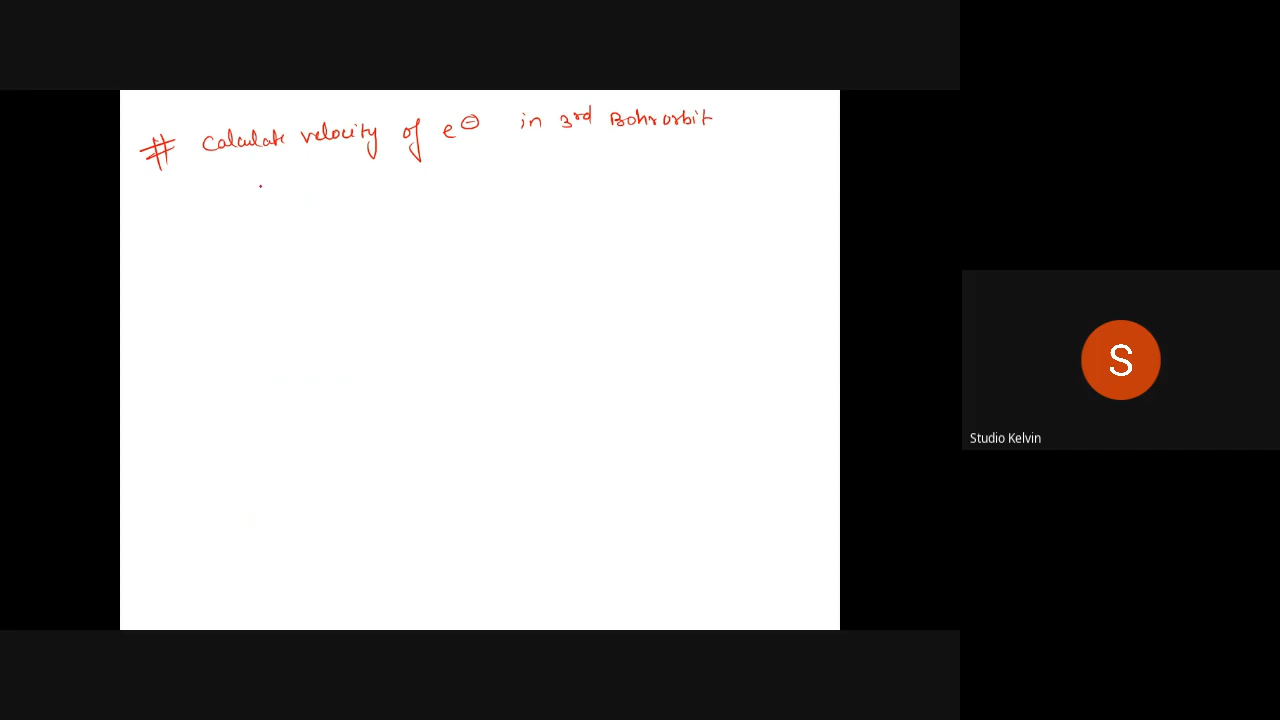 # Calculate velocity of e⊖ in 3rd Bohr orbit
S
Studio Kelvin